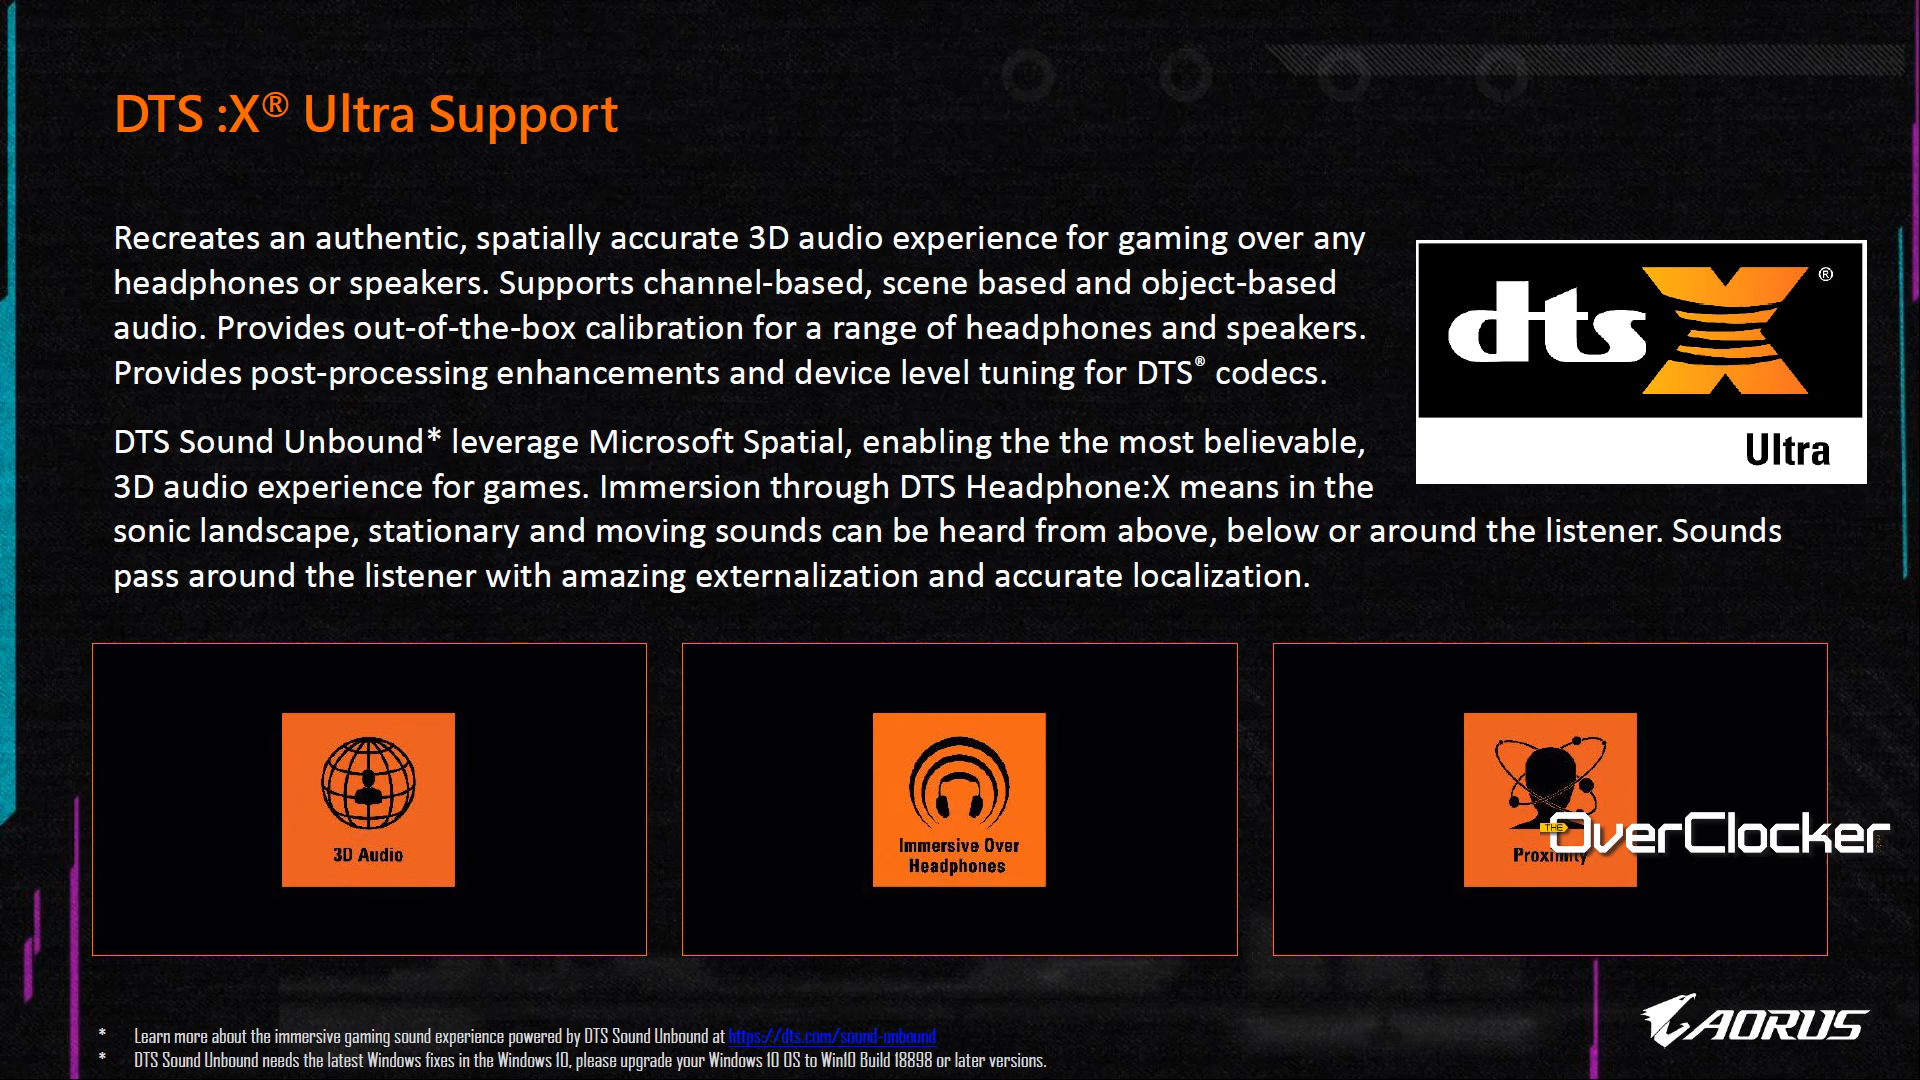 DTS :X® Ultra Support
Recreates an authentic, spatially accurate 3D audio experience for gaming over any
headphones or speakers. Supports channel-based, scene based and object-based
audio. Provides out-of-the-box calibration for a range of headphones and speakers.
Provides post-processing enhancements and device level tuning for DTS® codecs.
dts X ®
Ultra
DTS Sound Unbound* leverage Microsoft Spatial, enabling the the most believable,
3D audio experience for games. Immersion through DTS Headphone:X means in the
sonic landscape, stationary and moving sounds can be heard from above, below or around the listener. Sounds
pass around the listener with amazing externalization and accurate localization.
3D Audio
Immersive Over
Headphones
Proximity
THE OverClocker
* Learn more about the immersive gaming sound experience powered by DTS Sound Unbound at https://dts.com/sound-unbound
* DTS Sound Unbound needs the latest Windows fixes in the Windows 10, please upgrade your Windows 10 OS to Win10 Build 18898 or later versions.
AORUS